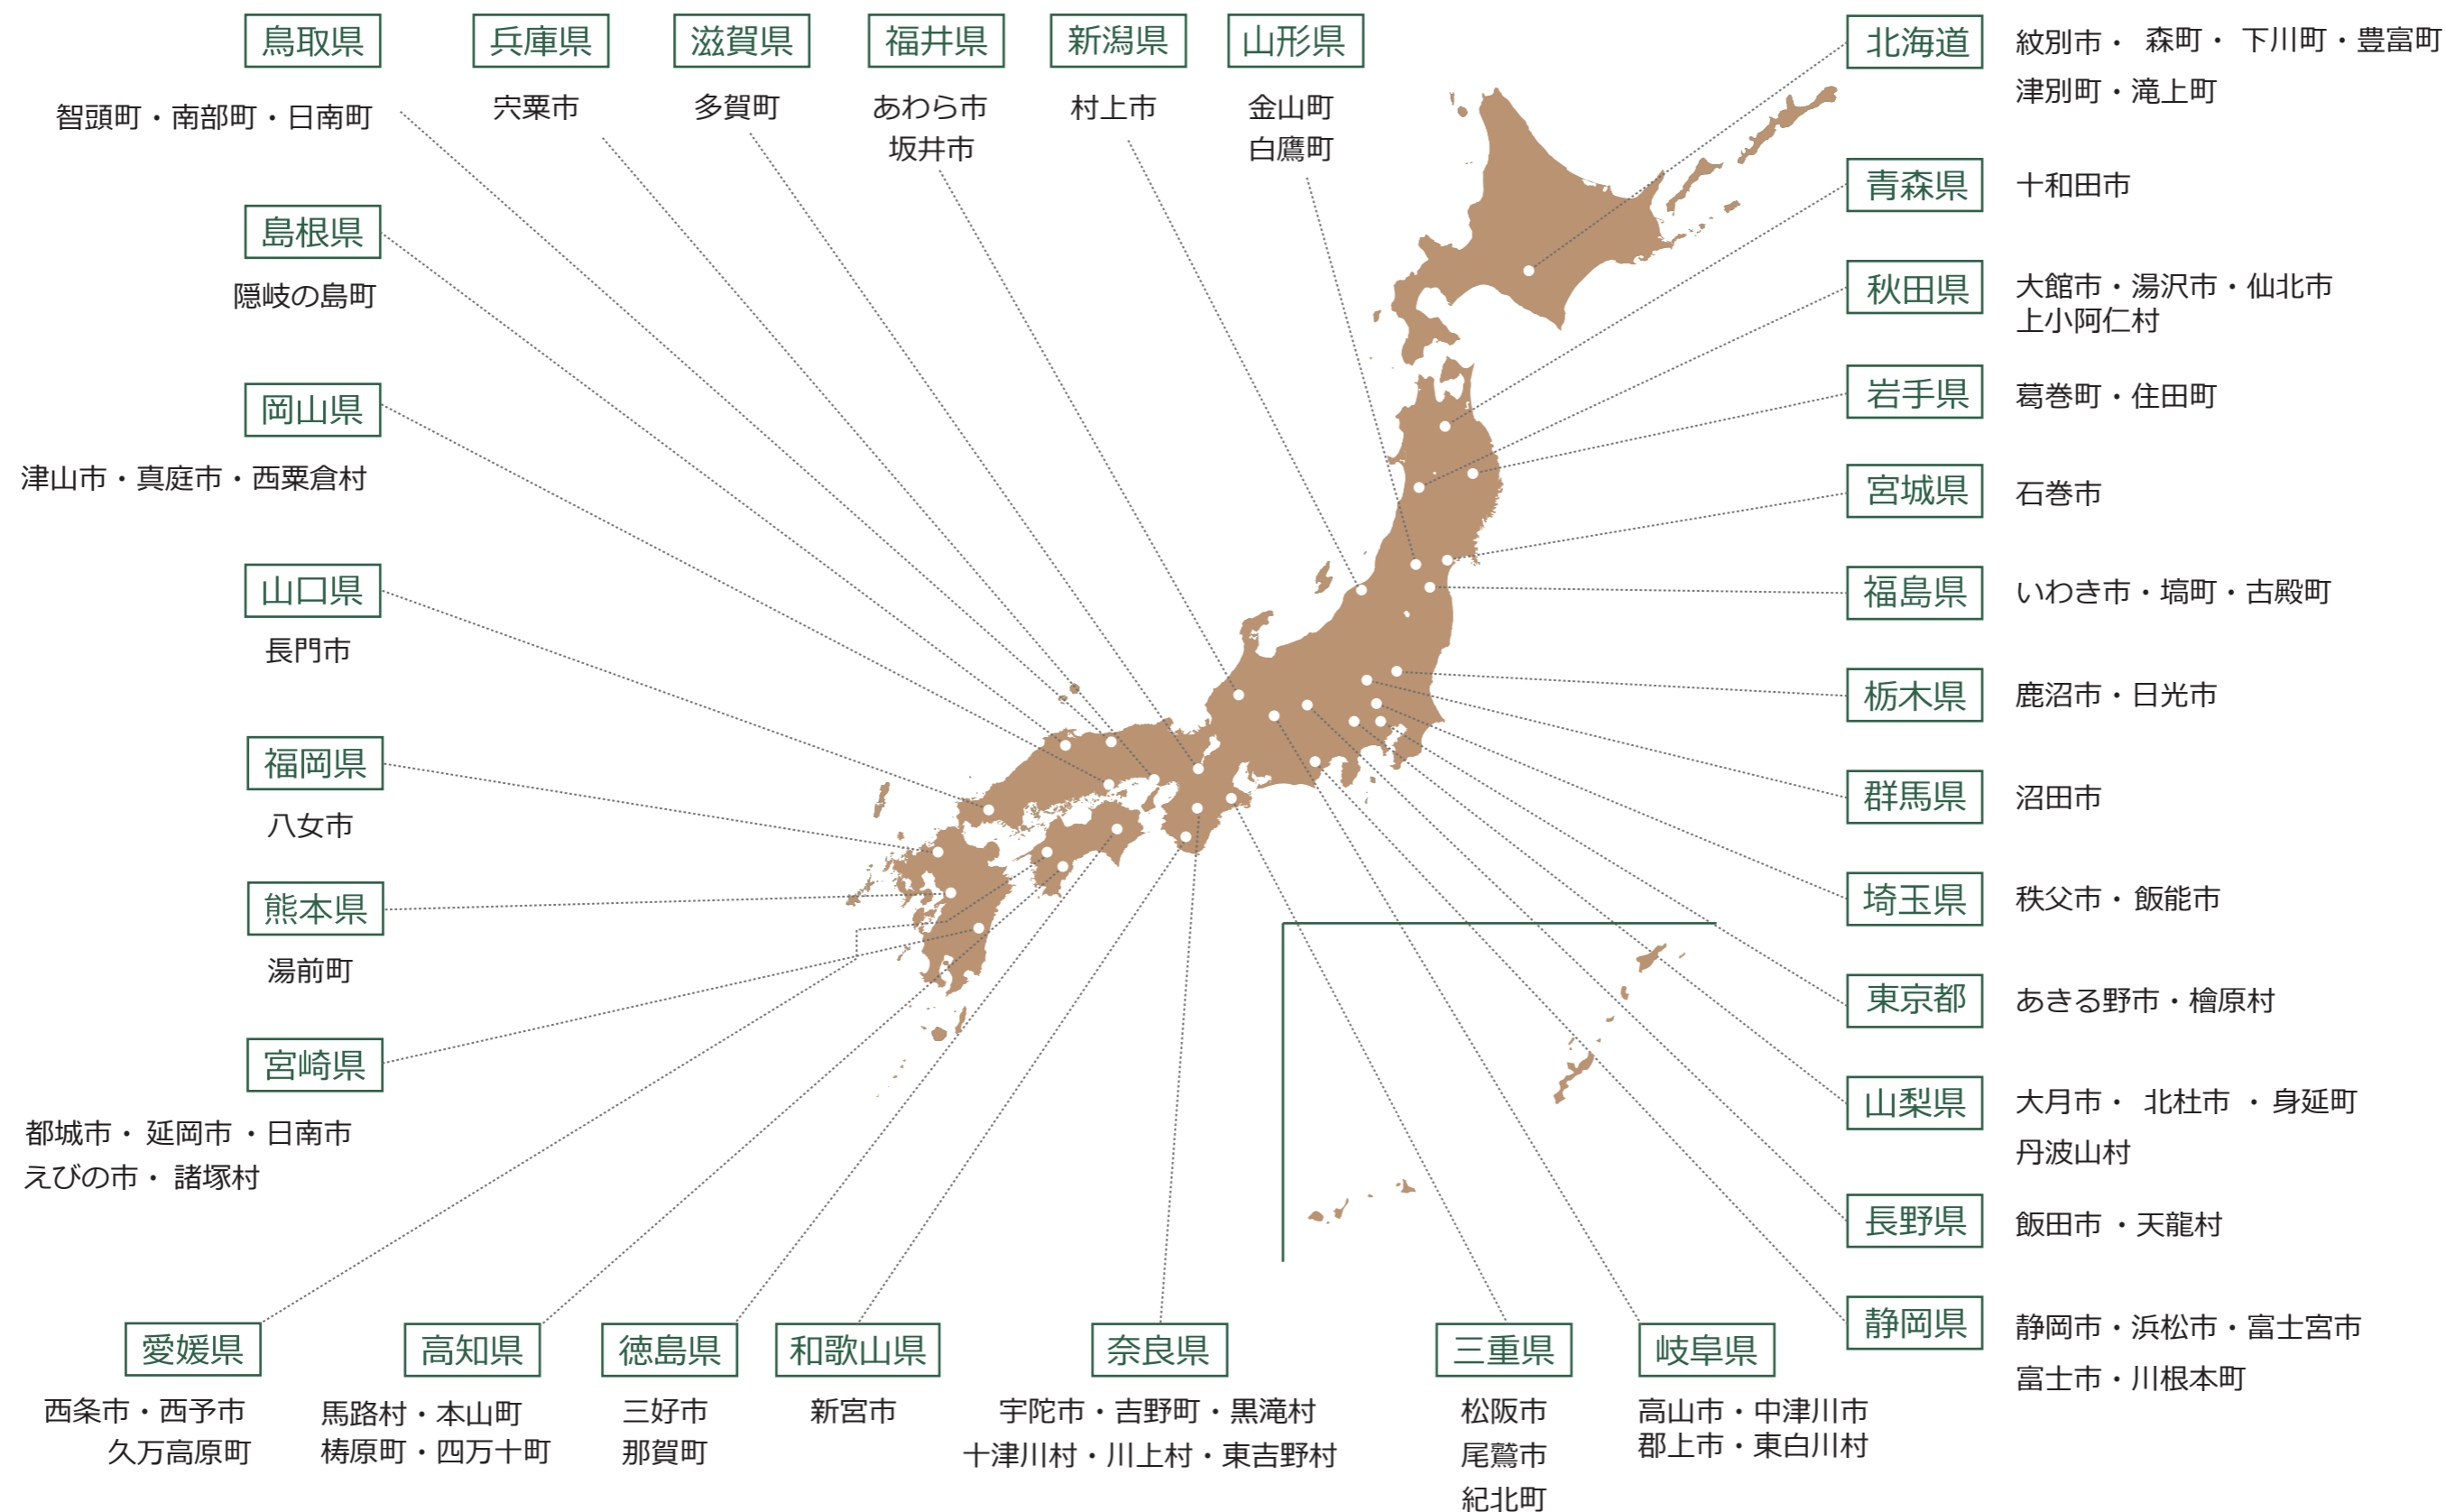 鳥取県
智頭町・南部町・日南町
兵庫県
宍粟市
滋賀県
多賀町
福井県
あわら市
坂井市
新潟県
村上市
山形県
金山町
白鷹町
北海道
紋別市・ 森町・ 下川町・豊富町
津別町・滝上町
青森県
十和田市
秋田県
大館市・湯沢市・仙北市
上小阿仁村
岩手県
葛巻町・住田町
宮城県
石巻市
福島県
いわき市・塙町・古殿町
栃木県
鹿沼市・日光市
群馬県
沼田市
埼玉県
秩父市・飯能市
東京都
あきる野市・檜原村
山梨県
大月市・ 北杜市 ・身延町
丹波山村
長野県
飯田市 ・天龍村
静岡県
静岡市・浜松市・富士宮市
富士市・川根本町
島根県
隠岐の島町
岡山県
津山市・真庭市・西粟倉村
山口県
長門市
福岡県
八女市
熊本県
湯前町
宮崎県
都城市・延岡市 ・日南市
えびの市・ 諸塚村
愛媛県
西条市・西予市
久万高原町
高知県
馬路村・本山町
梼原町・四万十町
徳島県
三好市
那賀町
和歌山県
新宮市
奈良県
宇陀市・吉野町・黒滝村
十津川村・川上村・東吉野村
三重県
松阪市
尾鷲市
紀北町
岐阜県
高山市・中津川市
郡上市・東白川村